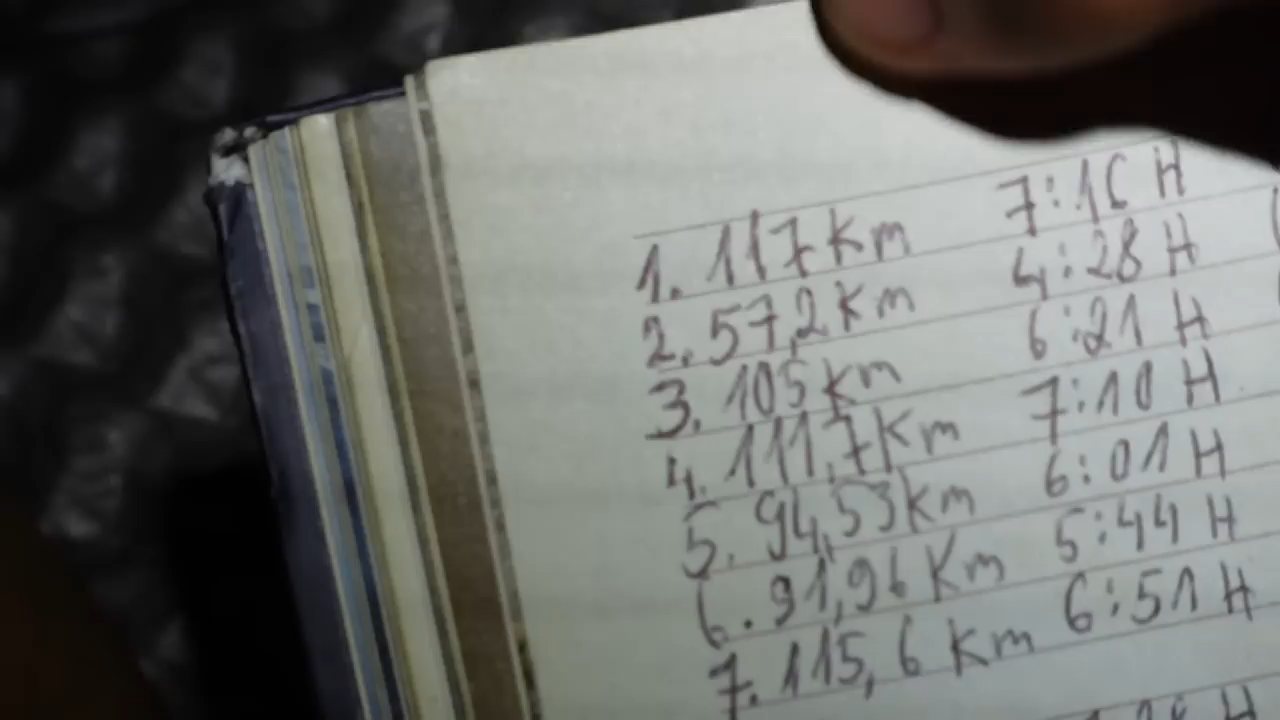 1. 117 Km 7:16 H
2. 57,2 Km 4:28 H
3. 105 km 6:21 H
4. 111,7 Km 7:10 H
5. 94,53 km 6:01 H
6. 91,96 Km 5:44 H
7. 115,6 Km 6:51 H